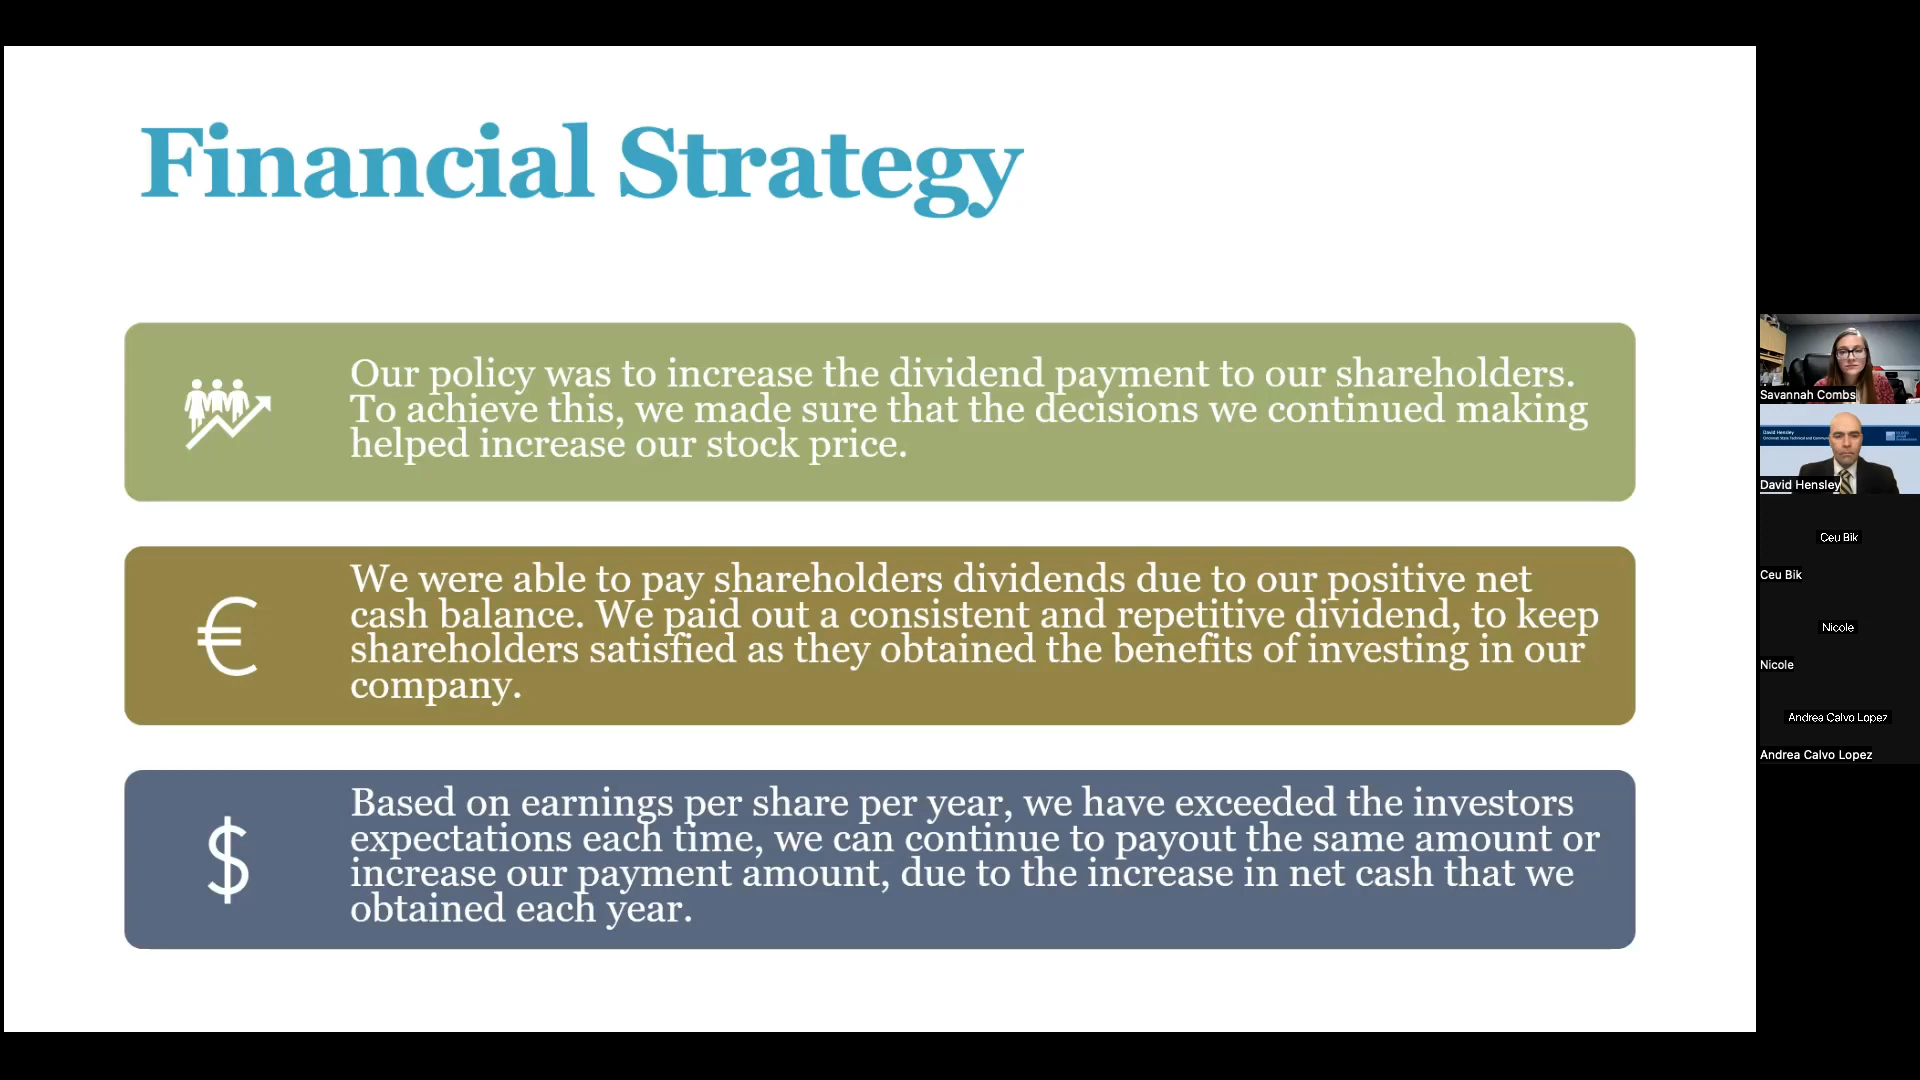 Financial Strategy
Our policy was to increase the dividend payment to our shareholders.
To achieve this, we made sure that the decisions we continued making
helped increase our stock price.
€
We were able to pay shareholders dividends due to our positive net
cash balance. We paid out a consistent and repetitive dividend, to keep
shareholders satisfied as they obtained the benefits of investing in our
company.
$
Based on earnings per share per year, we have exceeded the investors
expectations each time, we can continue to payout the same amount or
increase our payment amount, due to the increase in net cash that we
obtained each year.
Savannah Combs
David Hensley
David Hensley
Ceu Bik
Ceu Bik
Nicole
Nicole
Andrea Calvo Lopez
Andrea Calvo Lopez